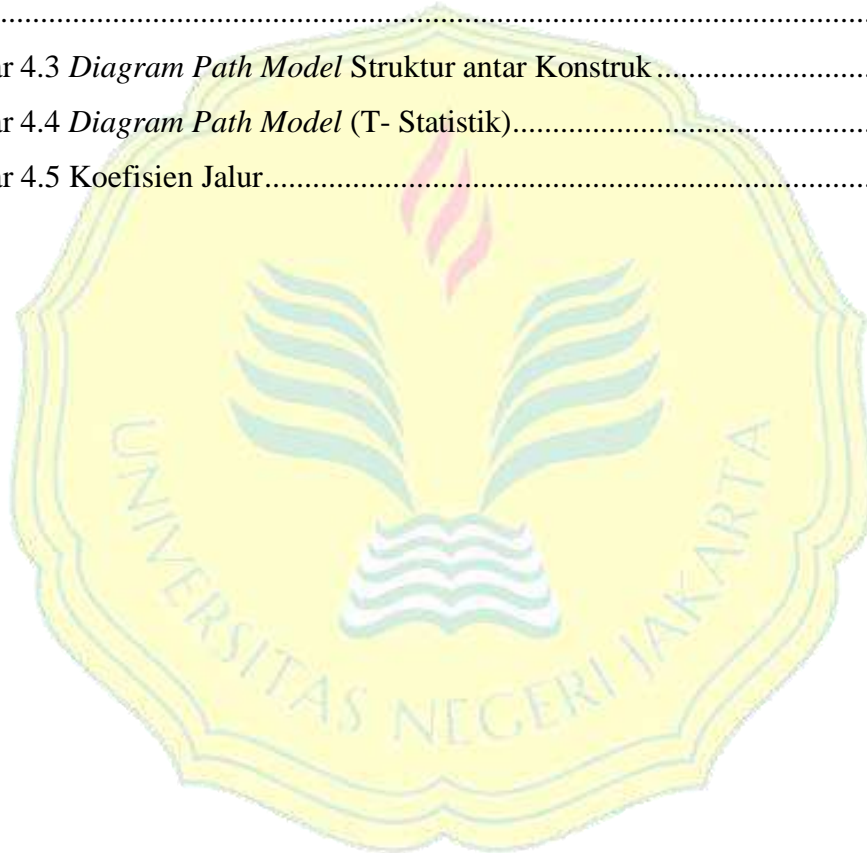 ........................................................................................................
ar 4.3 Diagram Path Model Struktur antar Konstruk ..............................
ar 4.4 Diagram Path Model (T- Statistik)................................................
ar 4.5 Koefisien Jalur................................................................................
UNIVERSITAS NEGERI JAKARTA